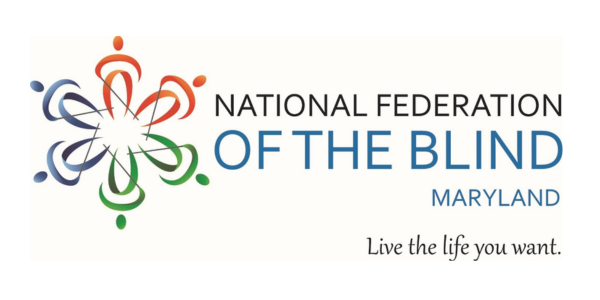 NATIONAL FEDERATION
OF THE BLIND
MARYLAND
Live the life you want.